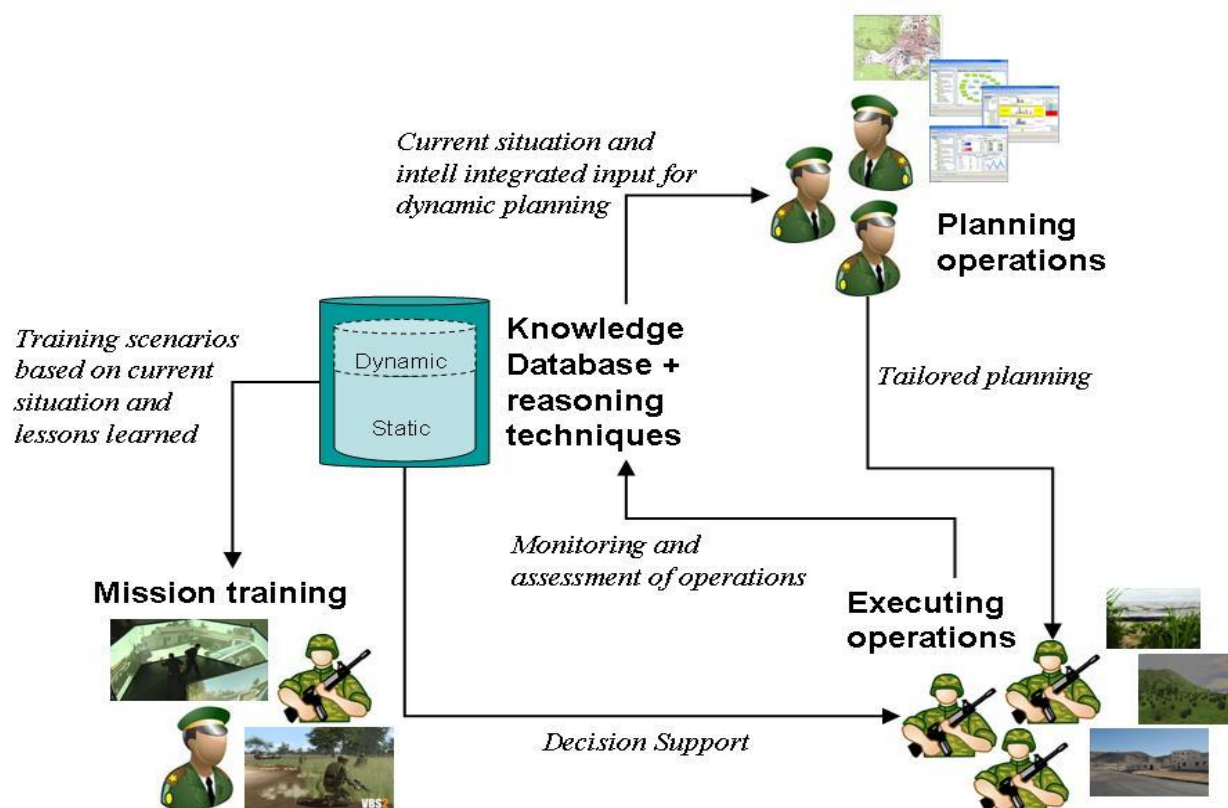 Current situation and
intell integrated input for
dynamic planning
Planning
operations
Training scenarios
based on current
situation and
lessons learned
Dynamic
Static
Knowledge
Database +
reasoning
techniques
Tailored planning
Monitoring and
assessment of operations
Mission training
Executing
operations
Decision Support
VBS2